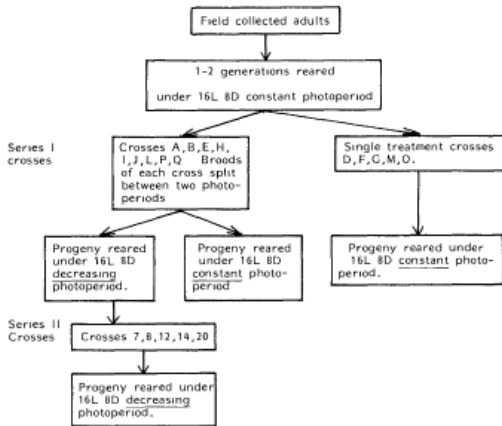 Field collected adults
1-2 generations reared
under 16L 8D constant photoperiod
Series I
crosses
Crosses A,B,E,H,
I,J,L,P,Q Broods
of each cross split
between two photo-
periods
Single treatment crosses
D,F,G,M,O.
Progeny reared
under 16L 8D
decreasing
photoperiod.
Progeny reared
under 16L 8D
constant photo-
period
Progeny reared under
16L 8D constant photo-
period.
Series II
Crosses
Crosses 7,8,12,14,20
Progeny reared under
16L 8D decreasing
photoperiod.